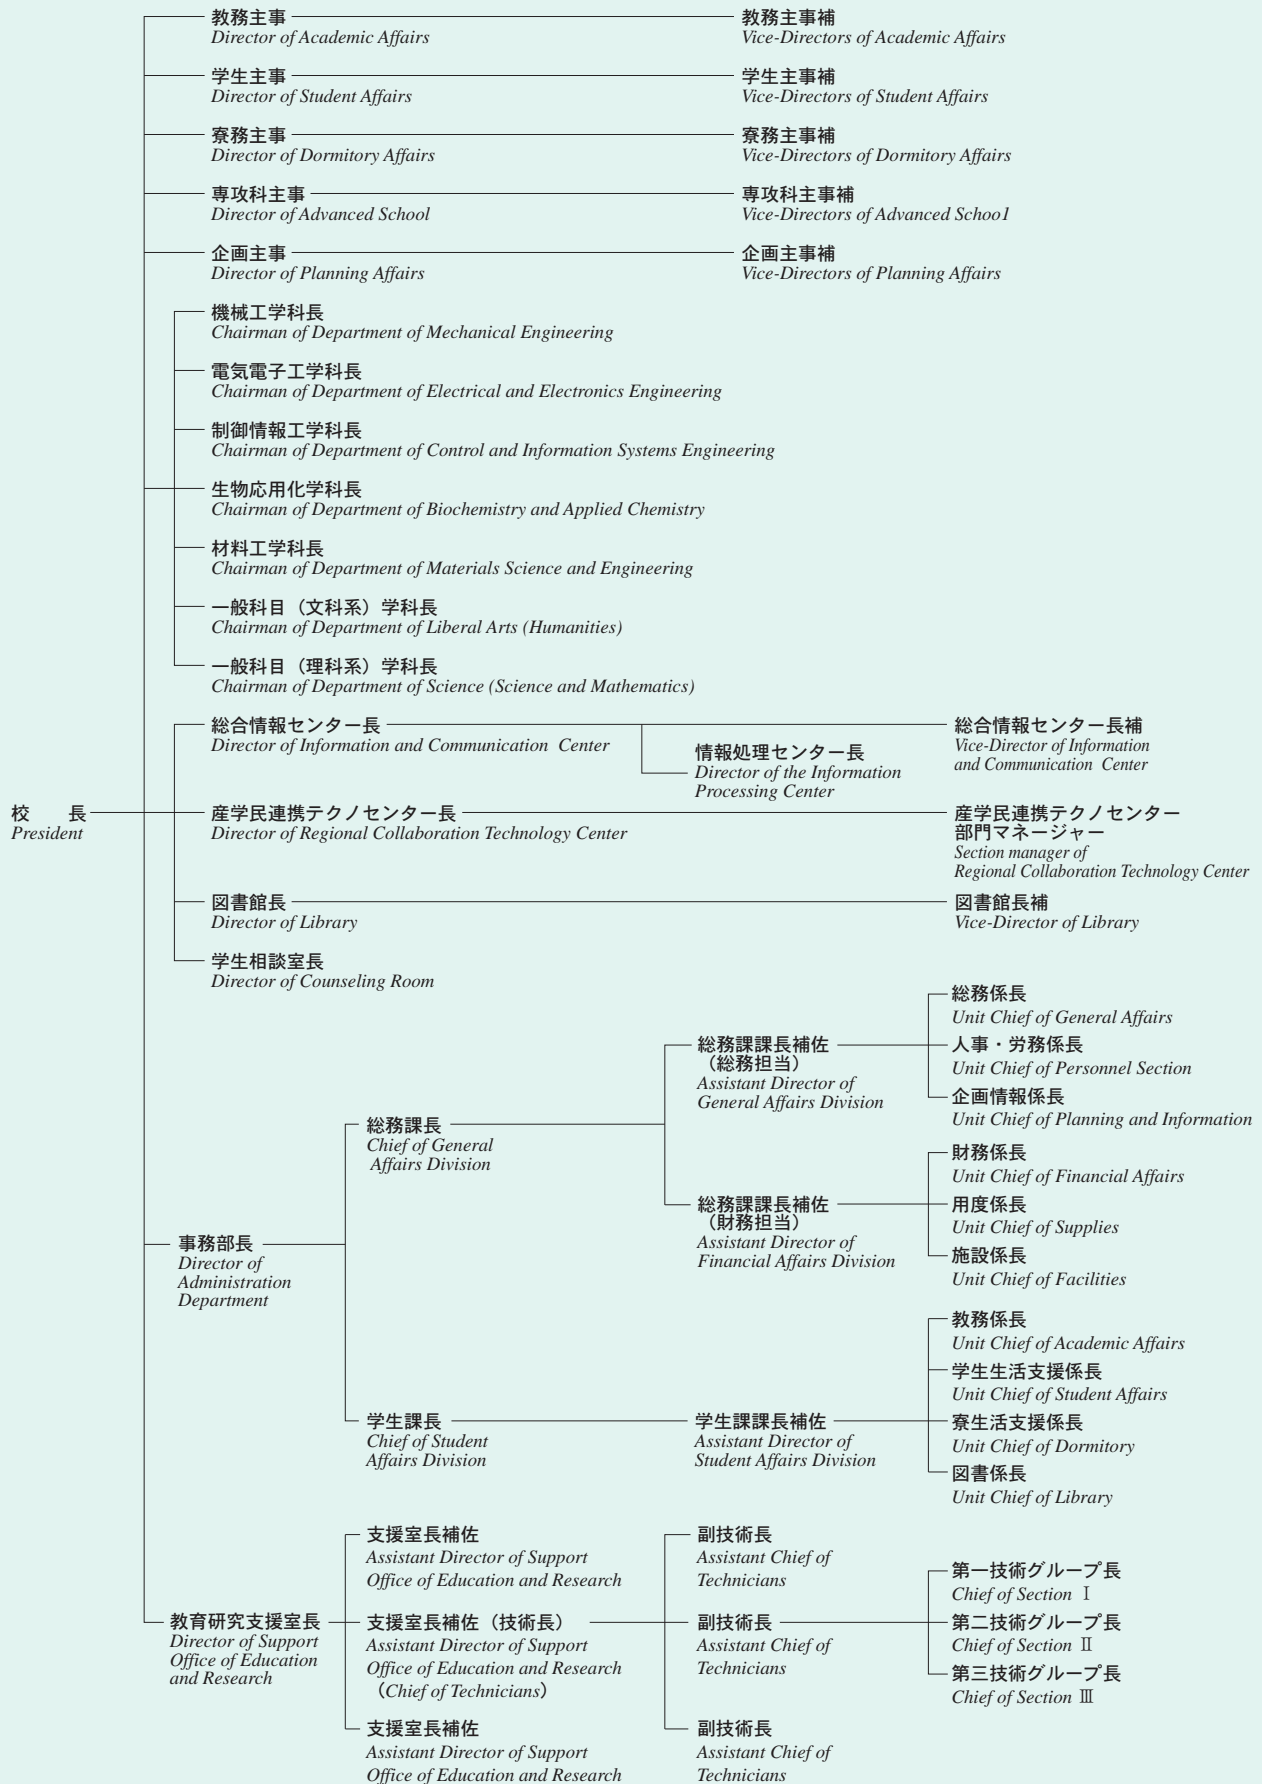 教務主事
Director of Academic Affairs
教務主事補
Vice-Directors of Academic Affairs
学生主事
Director of Student Affairs
学生主事補
Vice-Directors of Student Affairs
寮務主事
Director of Dormitory Affairs
寮務主事補
Vice-Directors of Dormitory Affairs
専攻科主事
Director of Advanced School
専攻科主事補
Vice-Directors of Advanced Schoo1
企画主事
Director of Planning Affairs
企画主事補
Vice-Directors of Planning Affairs
機械工学科長
Chairman of Department of Mechanical Engineering
電気電子工学科長
Chairman of Department of Electrical and Electronics Engineering
制御情報工学科長
Chairman of Department of Control and Information Systems Engineering
生物応用化学科長
Chairman of Department of Biochemistry and Applied Chemistry
材料工学科長
Chairman of Department of Materials Science and Engineering
一般科目（文科系）学科長
Chairman of Department of Liberal Arts (Humanities)
一般科目（理科系）学科長
Chairman of Department of Science (Science and Mathematics)
総合情報センター長
Director of Information and Communication Center
情報処理センター長
Director of the Information
Processing Center
総合情報センター長補
Vice-Director of Information
and Communication Center
校　長
President
産学民連携テクノセンター長
Director of Regional Collaboration Technology Center
産学民連携テクノセンター
部門マネージャー
Section manager of
Regional Collaboration Technology Center
図書館長
Director of Library
図書館長補
Vice-Director of Library
学生相談室長
Director of Counseling Room
事務部長
Director of
Administration
Department
総務課長
Chief of General
Affairs Division
総務課課長補佐
（総務担当）
Assistant Director of
General Affairs Division
総務係長
Unit Chief of General Affairs
人事・労務係長
Unit Chief of Personnel Section
企画情報係長
Unit Chief of Planning and Information
総務課課長補佐
（財務担当）
Assistant Director of
Financial Affairs Division
財務係長
Unit Chief of Financial Affairs
用度係長
Unit Chief of Supplies
施設係長
Unit Chief of Facilities
学生課長
Chief of Student
Affairs Division
学生課課長補佐
Assistant Director of
Student Affairs Division
教務係長
Unit Chief of Academic Affairs
学生生活支援係長
Unit Chief of Student Affairs
寮生活支援係長
Unit Chief of Dormitory
図書係長
Unit Chief of Library
教育研究支援室長
Director of Support
Office of Education
and Research
支援室長補佐
Assistant Director of Support
Office of Education and Research
支援室長補佐（技術長）
Assistant Director of Support
Office of Education and Research
（Chief of Technicians）
支援室長補佐
Assistant Director of Support
Office of Education and Research
副技術長
Assistant Chief of
Technicians
副技術長
Assistant Chief of
Technicians
副技術長
Assistant Chief of
Technicians
第一技術グループ長
Chief of Section Ⅰ
第二技術グループ長
Chief of Section Ⅱ
第三技術グループ長
Chief of Section Ⅲ